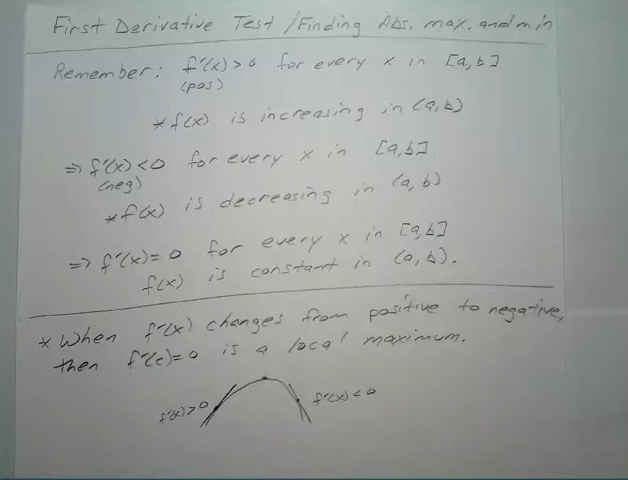 First Derivative Test/Finding Abs. max. and min
Remember: f'(x) > 0 for every x in [a,b]
(pos)
*f(x) is increasing in (a,b)
⇒ f'(x) < 0 for every x in [a,b].
(neg)
*f(x) is decreasing in (a,b)
⇒ f'(x) = 0 for every x in [a,b]
f(x) is constant in (a,b).
* When f'(x) changes from positive to negative,
then f'(c)=0 is a local maximum.
f'(x)>0 f'(x)<0